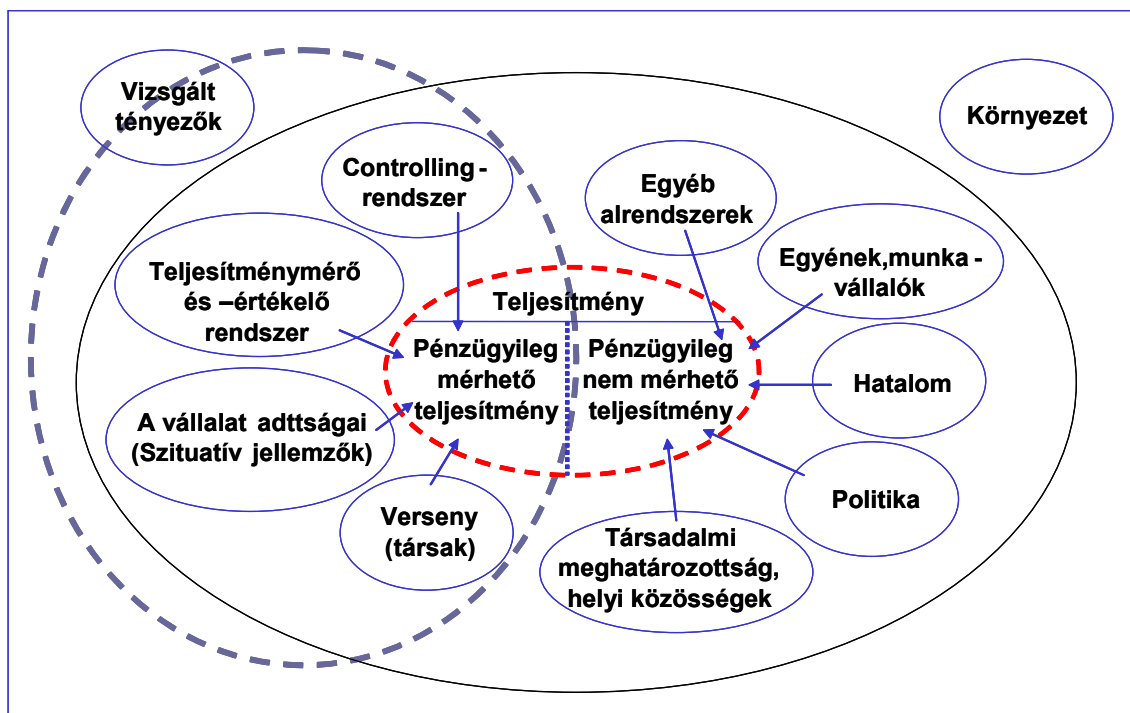 Vizsgált
tényezők
Környezet
Controlling -
rendszer
Egyéb
alrendszerek
Egyének,munka -
vállalók
Teljesítménymérő
és –értékelő
rendszer
Teljesítmény
Pénzügyileg
mérhető
teljesítmény
Pénzügyileg
nem mérhető
teljesítmény
Hatalom
A vállalat adttságai
(Szituatív jellemzők)
Verseny
(társak)
Politika
Társadalmi
meghatározottság,
helyi közösségek